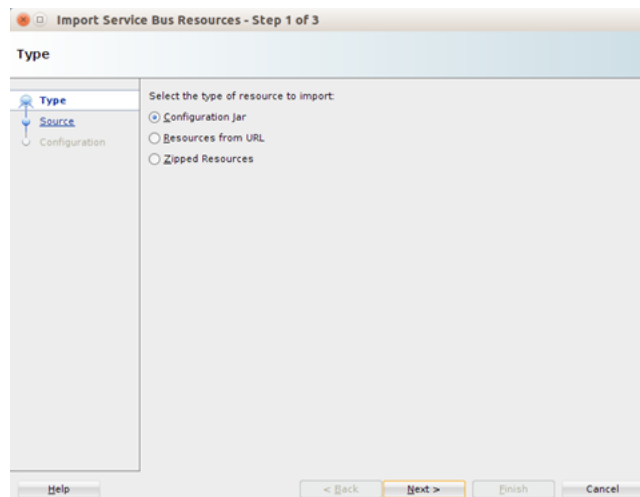 Import Service Bus Resources - Step 1 of 3
Type
Type
Source
Configuration
Select the type of resource to import:
Configuration Jar
Resources from URL
Zipped Resources
Help
< Back
Next >
Finish
Cancel